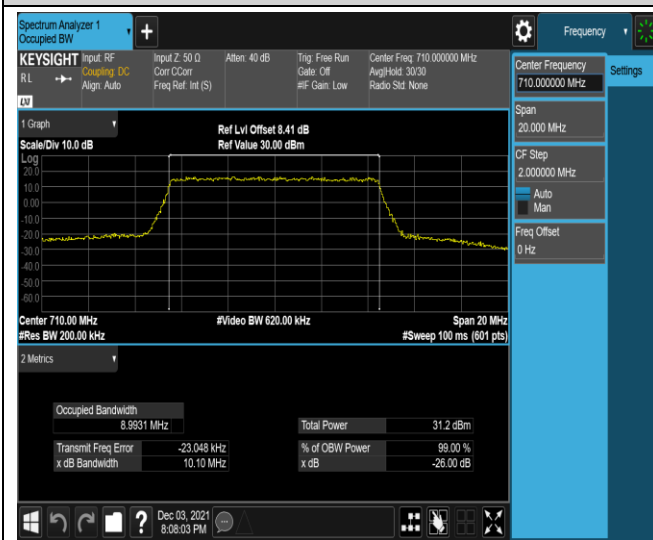 Spectrum Analyzer 1
Occupied BW
Frequency
KEYSIGHT
RL
LXI
Input: RF
Coupling: DC
Align: Auto
Input Z: 50 Ω
Corr CCorr
Freq Ref: Int (S)
Atten: 40 dB
Trig: Free Run
Gate: Off
#IF Gain: Low
Center Freq: 710.000000 MHz
Avg|Hold: 30/30
Radio Std: None
Center Frequency
710.000000 MHz
Settings
Span
20.000 MHz
CF Step
2.000000 MHz
Auto
Man
Freq Offset
0 Hz
1 Graph
Scale/Div 10.0 dB
Ref Lvl Offset 8.41 dB
Ref Value 30.00 dBm
Log
20.0
10.0
0.00
-10.0
-20.0
-30.0
-40.0
-50.0
-60.0
Center 710.00 MHz
#Res BW 200.00 kHz
#Video BW 620.00 kHz
Span 20 MHz
#Sweep 100 ms (601 pts)
2 Metrics
Occupied Bandwidth
8.9931 MHz
Total Power 31.2 dBm
Transmit Freq Error -23.048 kHz
% of OBW Power 99.00 %
x dB Bandwidth 10.10 MHz
x dB -26.00 dB
?
Dec 03, 2021
8:08:03 PM